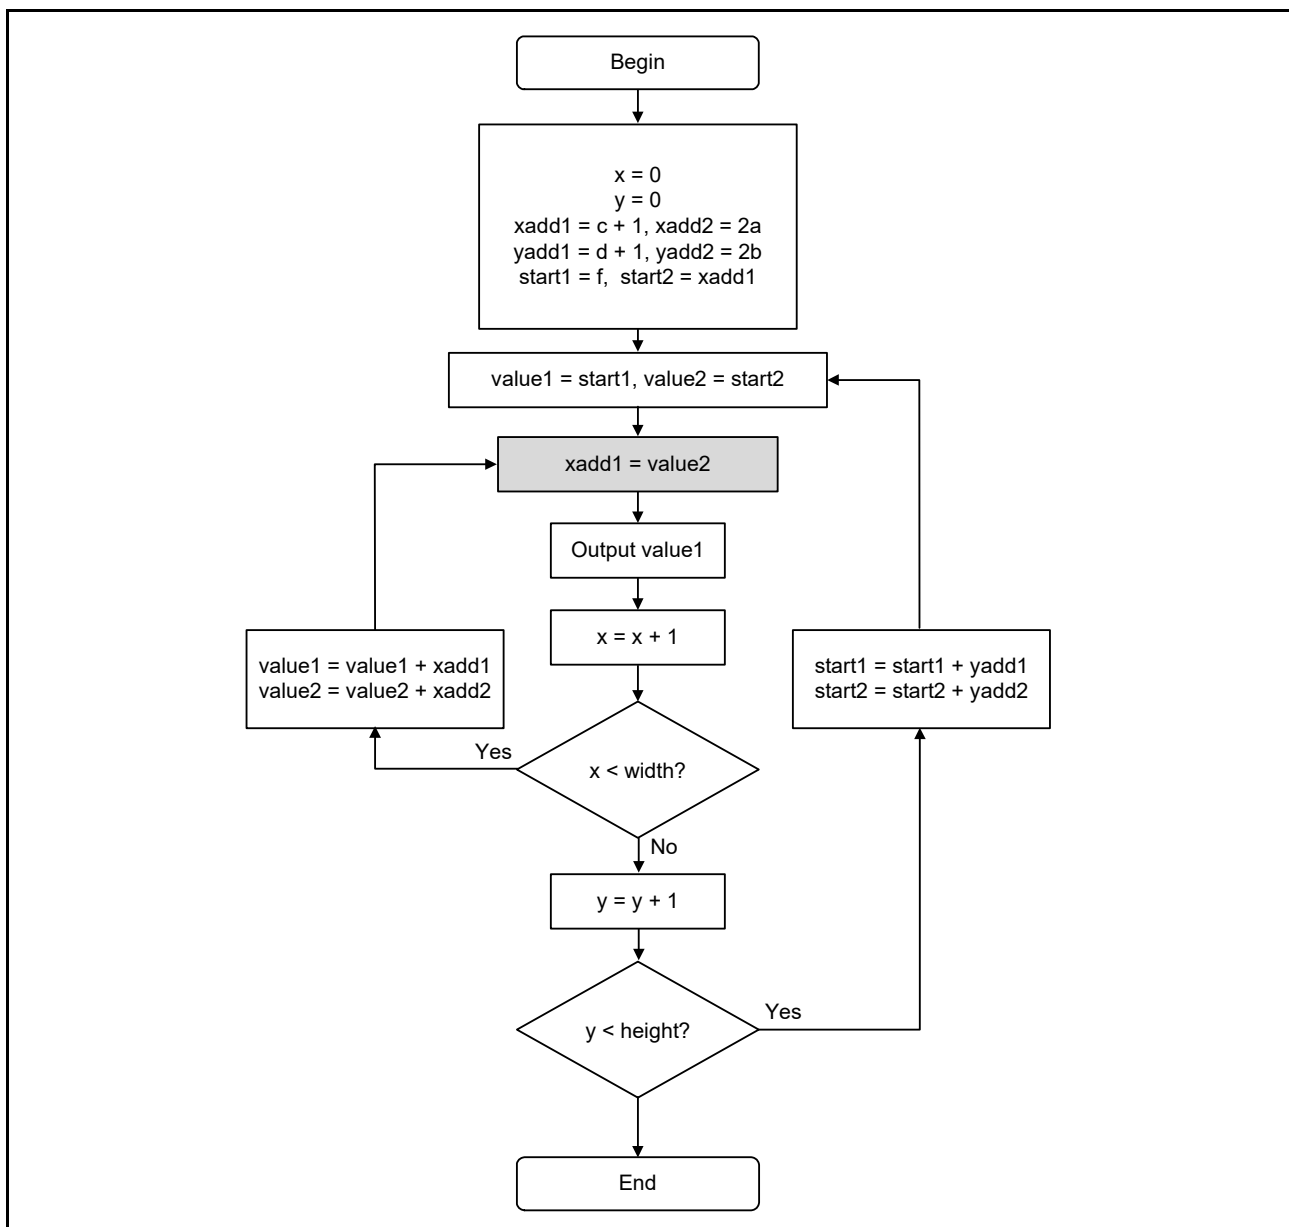 Begin
x = 0
y = 0
xadd1 = c + 1, xadd2 = 2a
yadd1 = d + 1, yadd2 = 2b
start1 = f,  start2 = xadd1
value1 = start1, value2 = start2
xadd1 = value2
Output value1
x = x + 1
value1 = value1 + xadd1
value2 = value2 + xadd2
start1 = start1 + yadd1
start2 = start2 + yadd2
Yes
x < width?
No
y = y + 1
Yes
y < height?
End